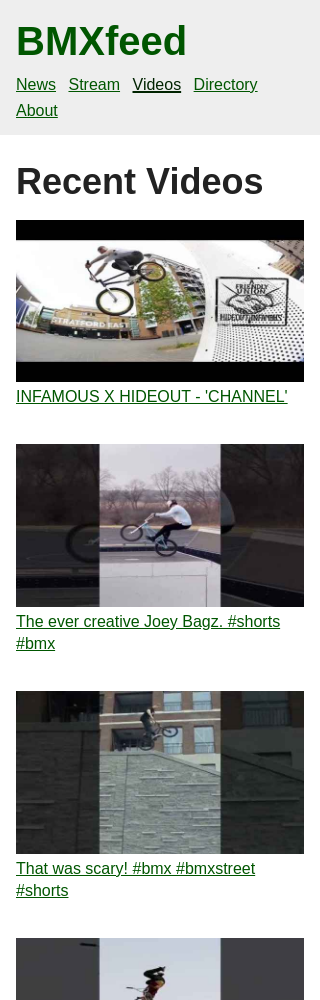 BMXfeed
News Stream Videos Directory
About
Recent Videos
STRATFORD EAST
A
FRIENDLY
UNION
HIDEOUT INFAMOUS
INFAMOUS X HIDEOUT - 'CHANNEL'
The ever creative Joey Bagz. #shorts
#bmx
That was scary! #bmx #bmxstreet
#shorts